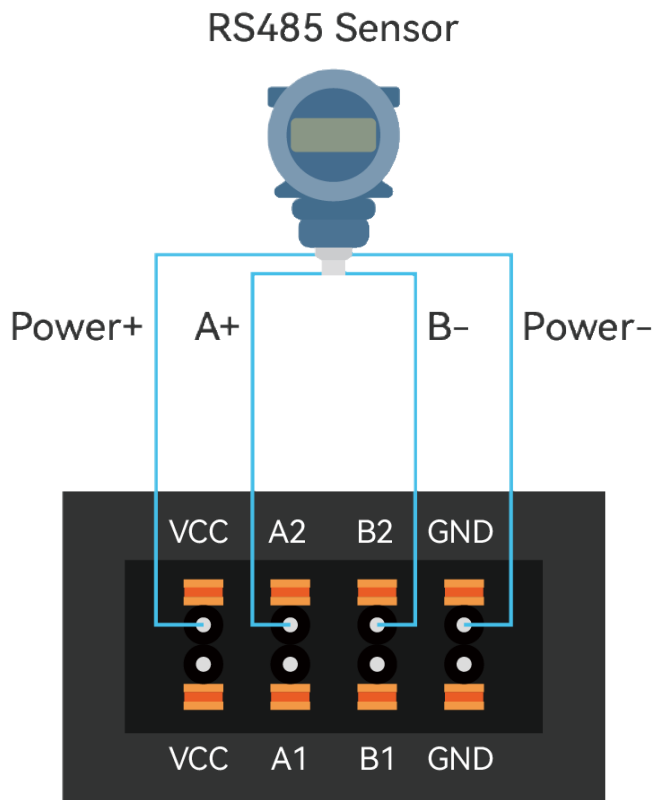 RS485 Sensor
Power+ A+ B- Power-
VCC A2 B2 GND
VCC A1 B1 GND